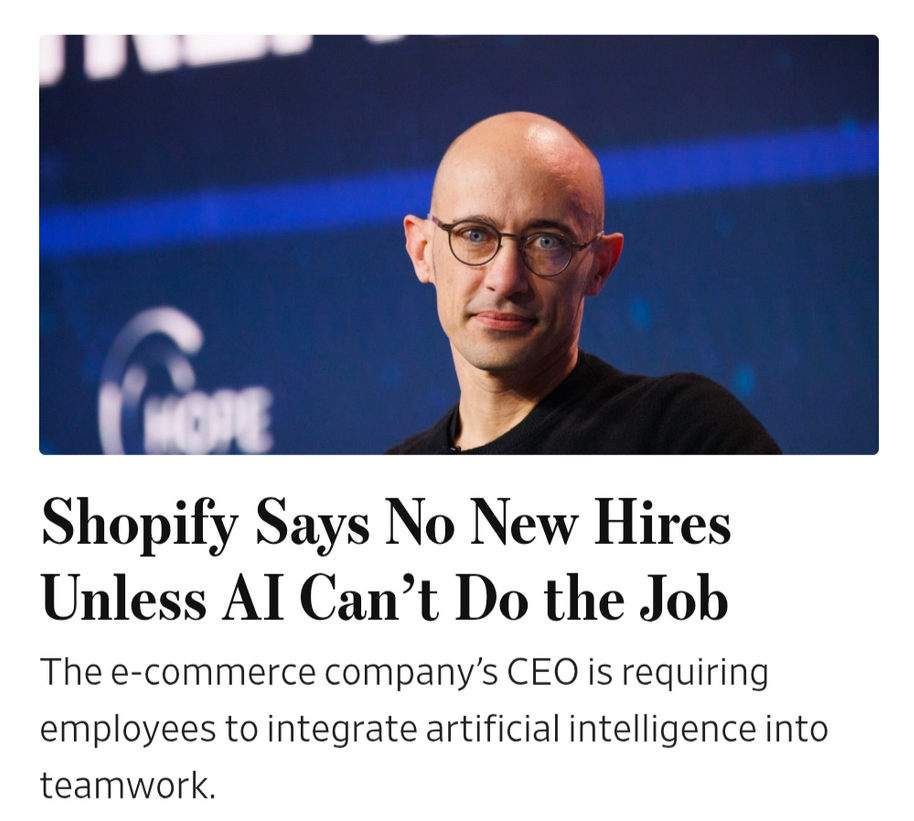 HOPE
Shopify Says No New Hires
Unless AI Can’t Do the Job
The e-commerce company’s CEO is requiring
employees to integrate artificial intelligence into
teamwork.